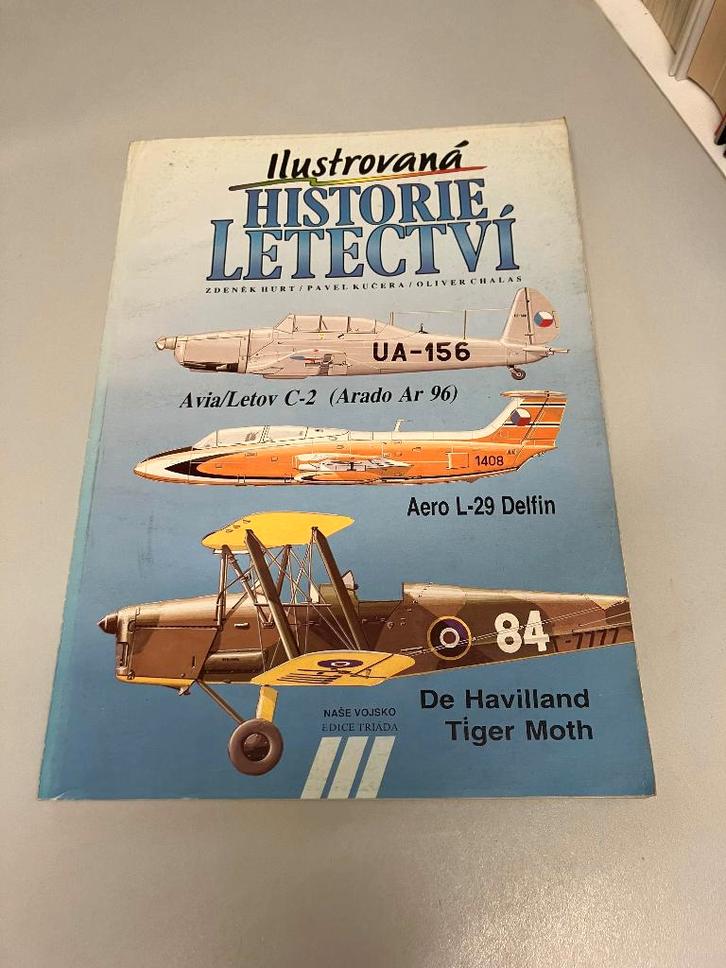 Ilustrovaná
HISTORIE
LETECTVÍ
ZDENĚK HURT / PAVEL KUČERA / OLIVER CHALAS
UA-156
Avia/Letov C-2 (Arado Ar 96)
1408
Aero L-29 Delfin
84
De Havilland
Tiger Moth
NAŠE VOJSKO
EDICE TRIÁDA